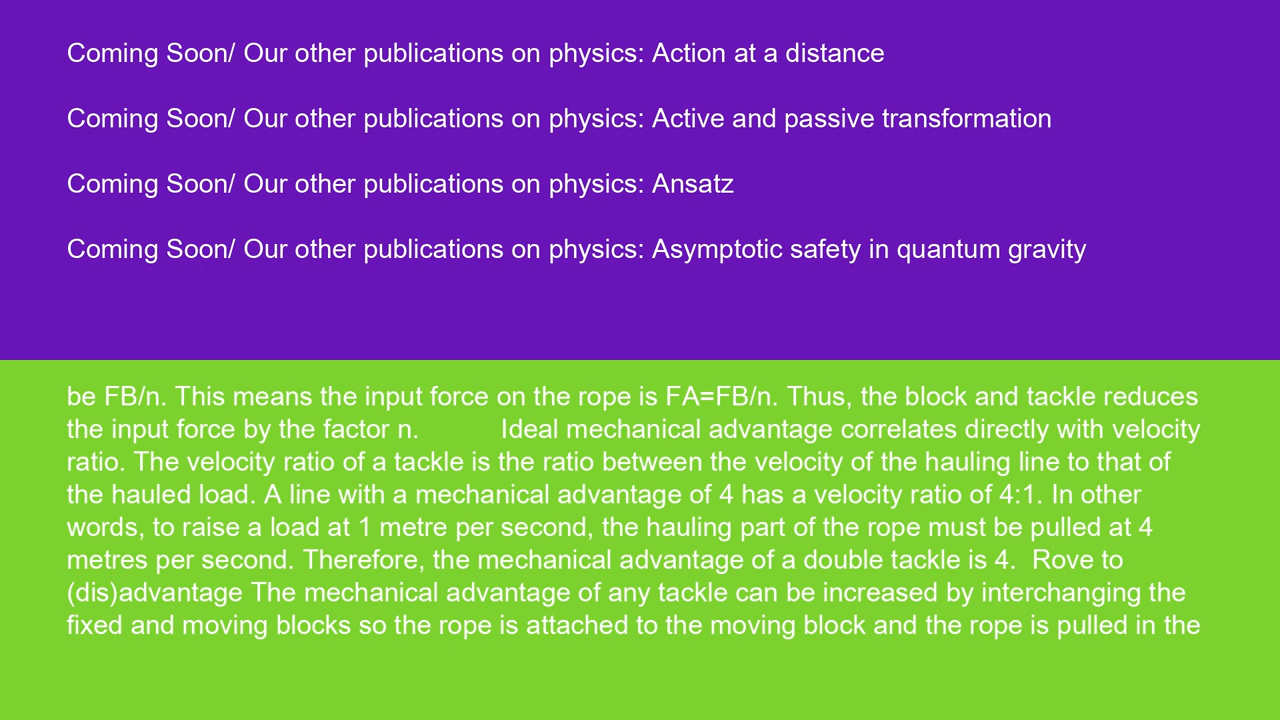 Coming Soon/ Our other publications on physics: Action at a distance
Coming Soon/ Our other publications on physics: Active and passive transformation
Coming Soon/ Our other publications on physics: Ansatz
Coming Soon/ Our other publications on physics: Asymptotic safety in quantum gravity
be FB/n. This means the input force on the rope is FA=FB/n. Thus, the block and tackle reduces
the input force by the factor n. Ideal mechanical advantage correlates directly with velocity
ratio. The velocity ratio of a tackle is the ratio between the velocity of the hauling line to that of
the hauled load. A line with a mechanical advantage of 4 has a velocity ratio of 4:1. In other
words, to raise a load at 1 metre per second, the hauling part of the rope must be pulled at 4
metres per second. Therefore, the mechanical advantage of a double tackle is 4. Rove to
(dis)advantage The mechanical advantage of any tackle can be increased by interchanging the
fixed and moving blocks so the rope is attached to the moving block and the rope is pulled in the